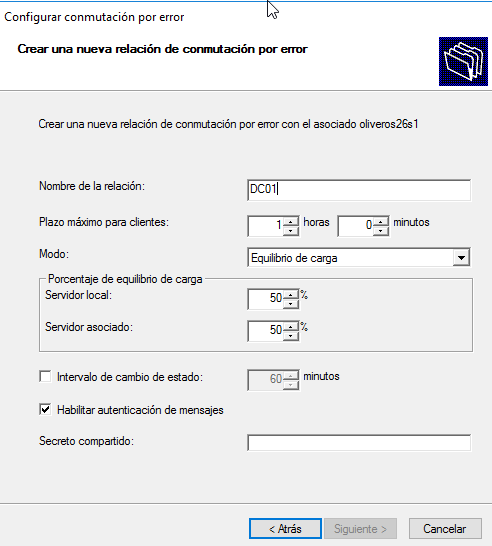 Configurar conmutación por error
Crear una nueva relación de conmutación por error
Crear una nueva relación de conmutación por error con el asociado oliveros26s1
Nombre de la relación: DC01
Plazo máximo para clientes: 1 horas 0 minutos
Modo: Equilibrio de carga
Porcentaje de equilibrio de carga
Servidor local: 50 %
Servidor asociado: 50 %
Intervalo de cambio de estado: 60 minutos
Habilitar autenticación de mensajes
Secreto compartido:
< Atrás Siguiente > Cancelar